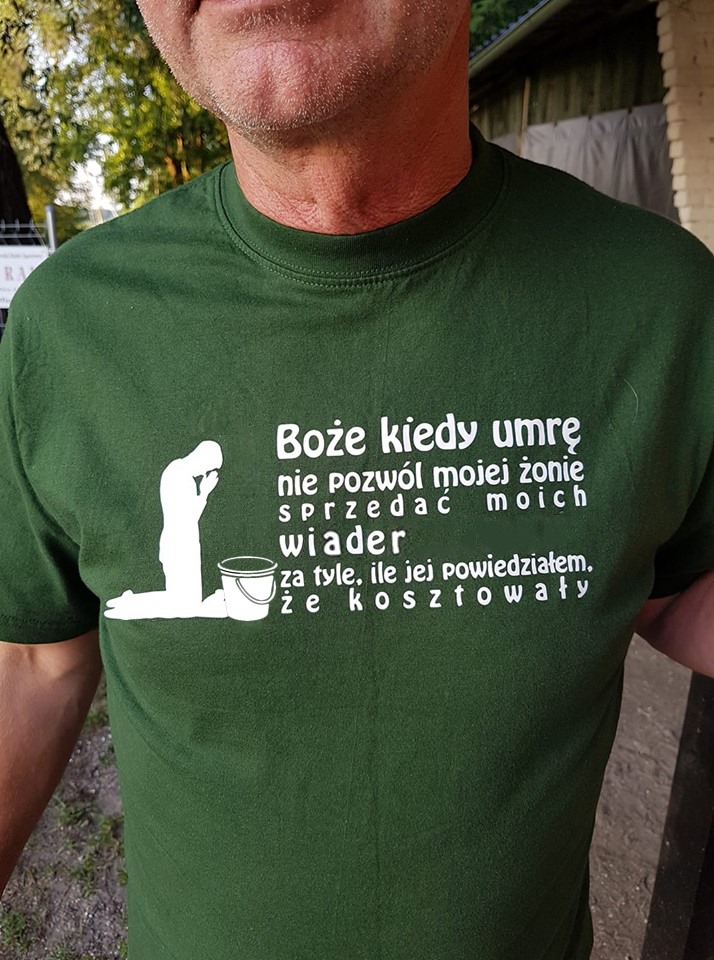 Boże kiedy umrę
nie pozwól mojej żonie
sprzedać moich
wiader
za tyle, ile jej powiedziałem,
że kosztowały